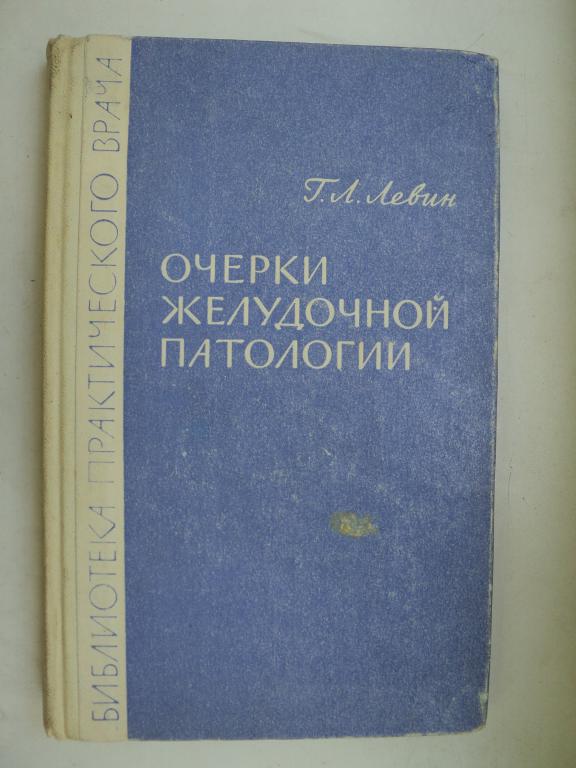 БИБЛИОТЕКА ПРАКТИЧЕСКОГО ВРАЧА
Г. Л. Левин
ОЧЕРКИ
ЖЕЛУДОЧНОЙ
ПАТОЛОГИИ